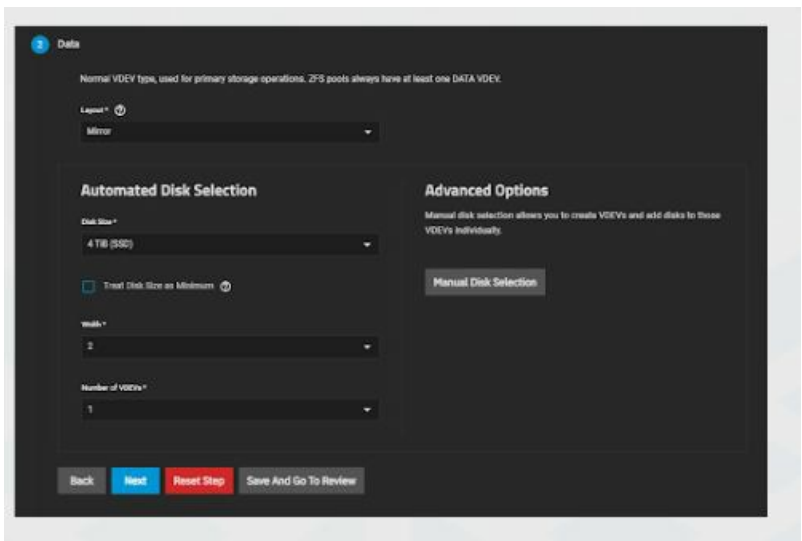 2 Data
Normal VDEV type, used for primary storage operations. ZFS pools always have at least one DATA VDEV.
Layout *
Mirror
Automated Disk Selection
Disk Size *
4 TiB (SSD)
Treat Disk Size as Minimum
Width *
2
Number of VDEVs *
1
Advanced Options
Manual disk selection allows you to create VDEVs and add disks to those
VDEVs individually.
Manual Disk Selection
Back Next Reset Step Save And Go To Review